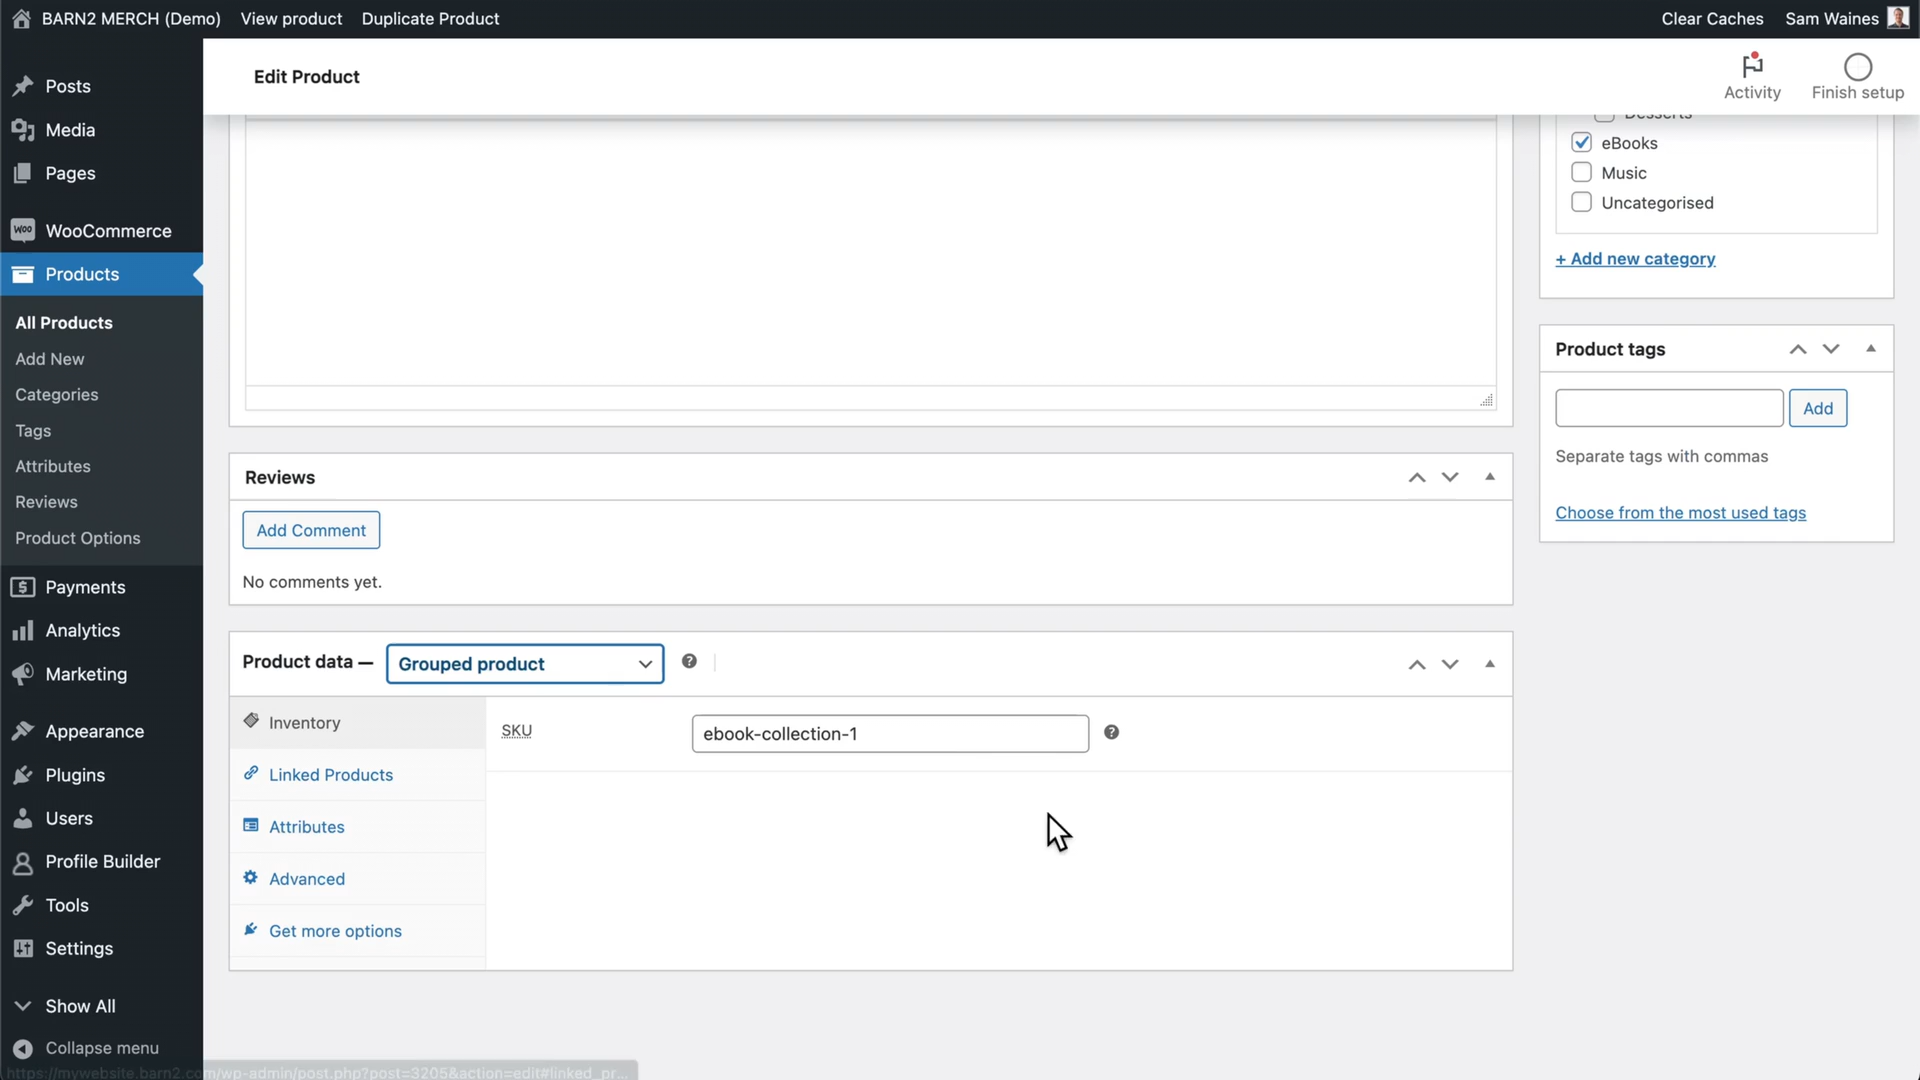 BARN2 MERCH (Demo) View product Duplicate Product Clear Caches Sam Waines
Edit Product
Activity
Finish setup
Posts
Media
Pages
WooCommerce
Products
All Products
Add New
Categories
Tags
Attributes
Reviews
Product Options
Payments
Analytics
Marketing
Appearance
Plugins
Users
Profile Builder
Tools
Settings
Show All
Collapse menu
Desserts
eBooks
Music
Uncategorised
+ Add new category
Product tags
Add
Separate tags with commas
Choose from the most used tags
Reviews
Add Comment
No comments yet.
Product data — Grouped product
Inventory
Linked Products
Attributes
Advanced
Get more options
SKU ebook-collection-1
https://mywebsite.barn2.com/wp-admin/post.php?post=3205&action=edit#linked_pr...